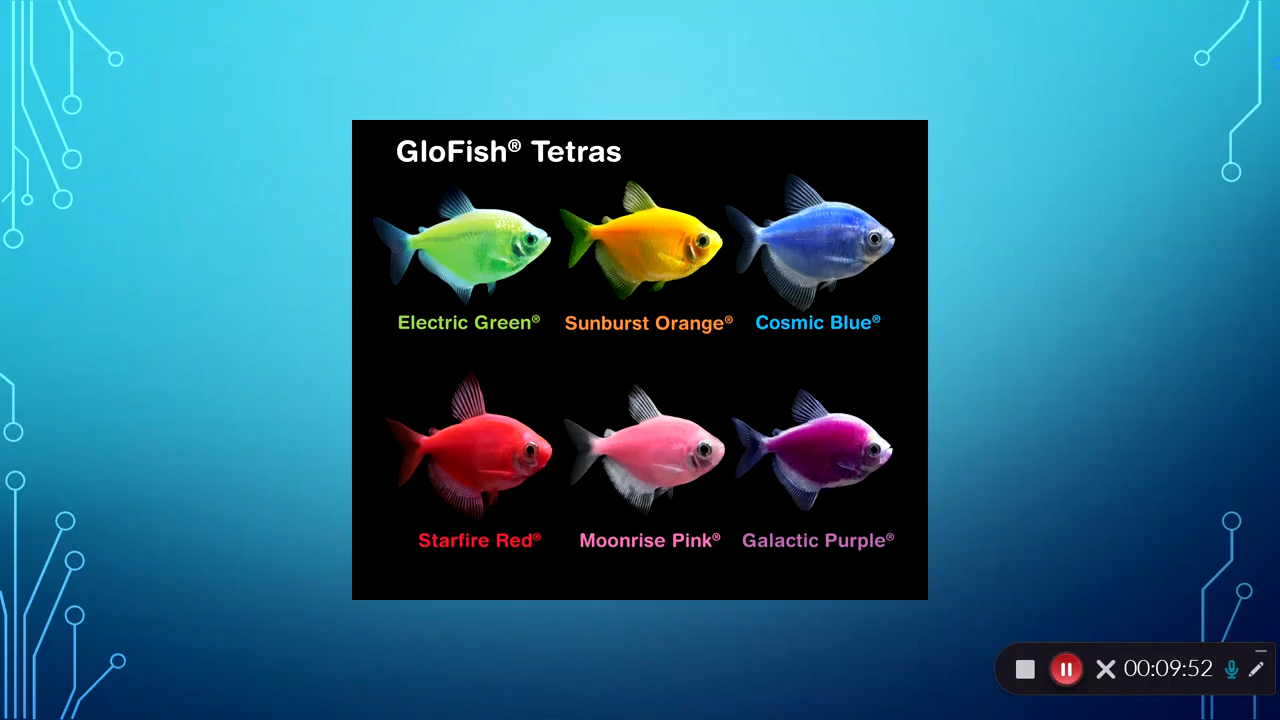 GloFish® Tetras
Electric Green® Sunburst Orange® Cosmic Blue®
Starfire Red® Moonrise Pink® Galactic Purple®
00:09:52